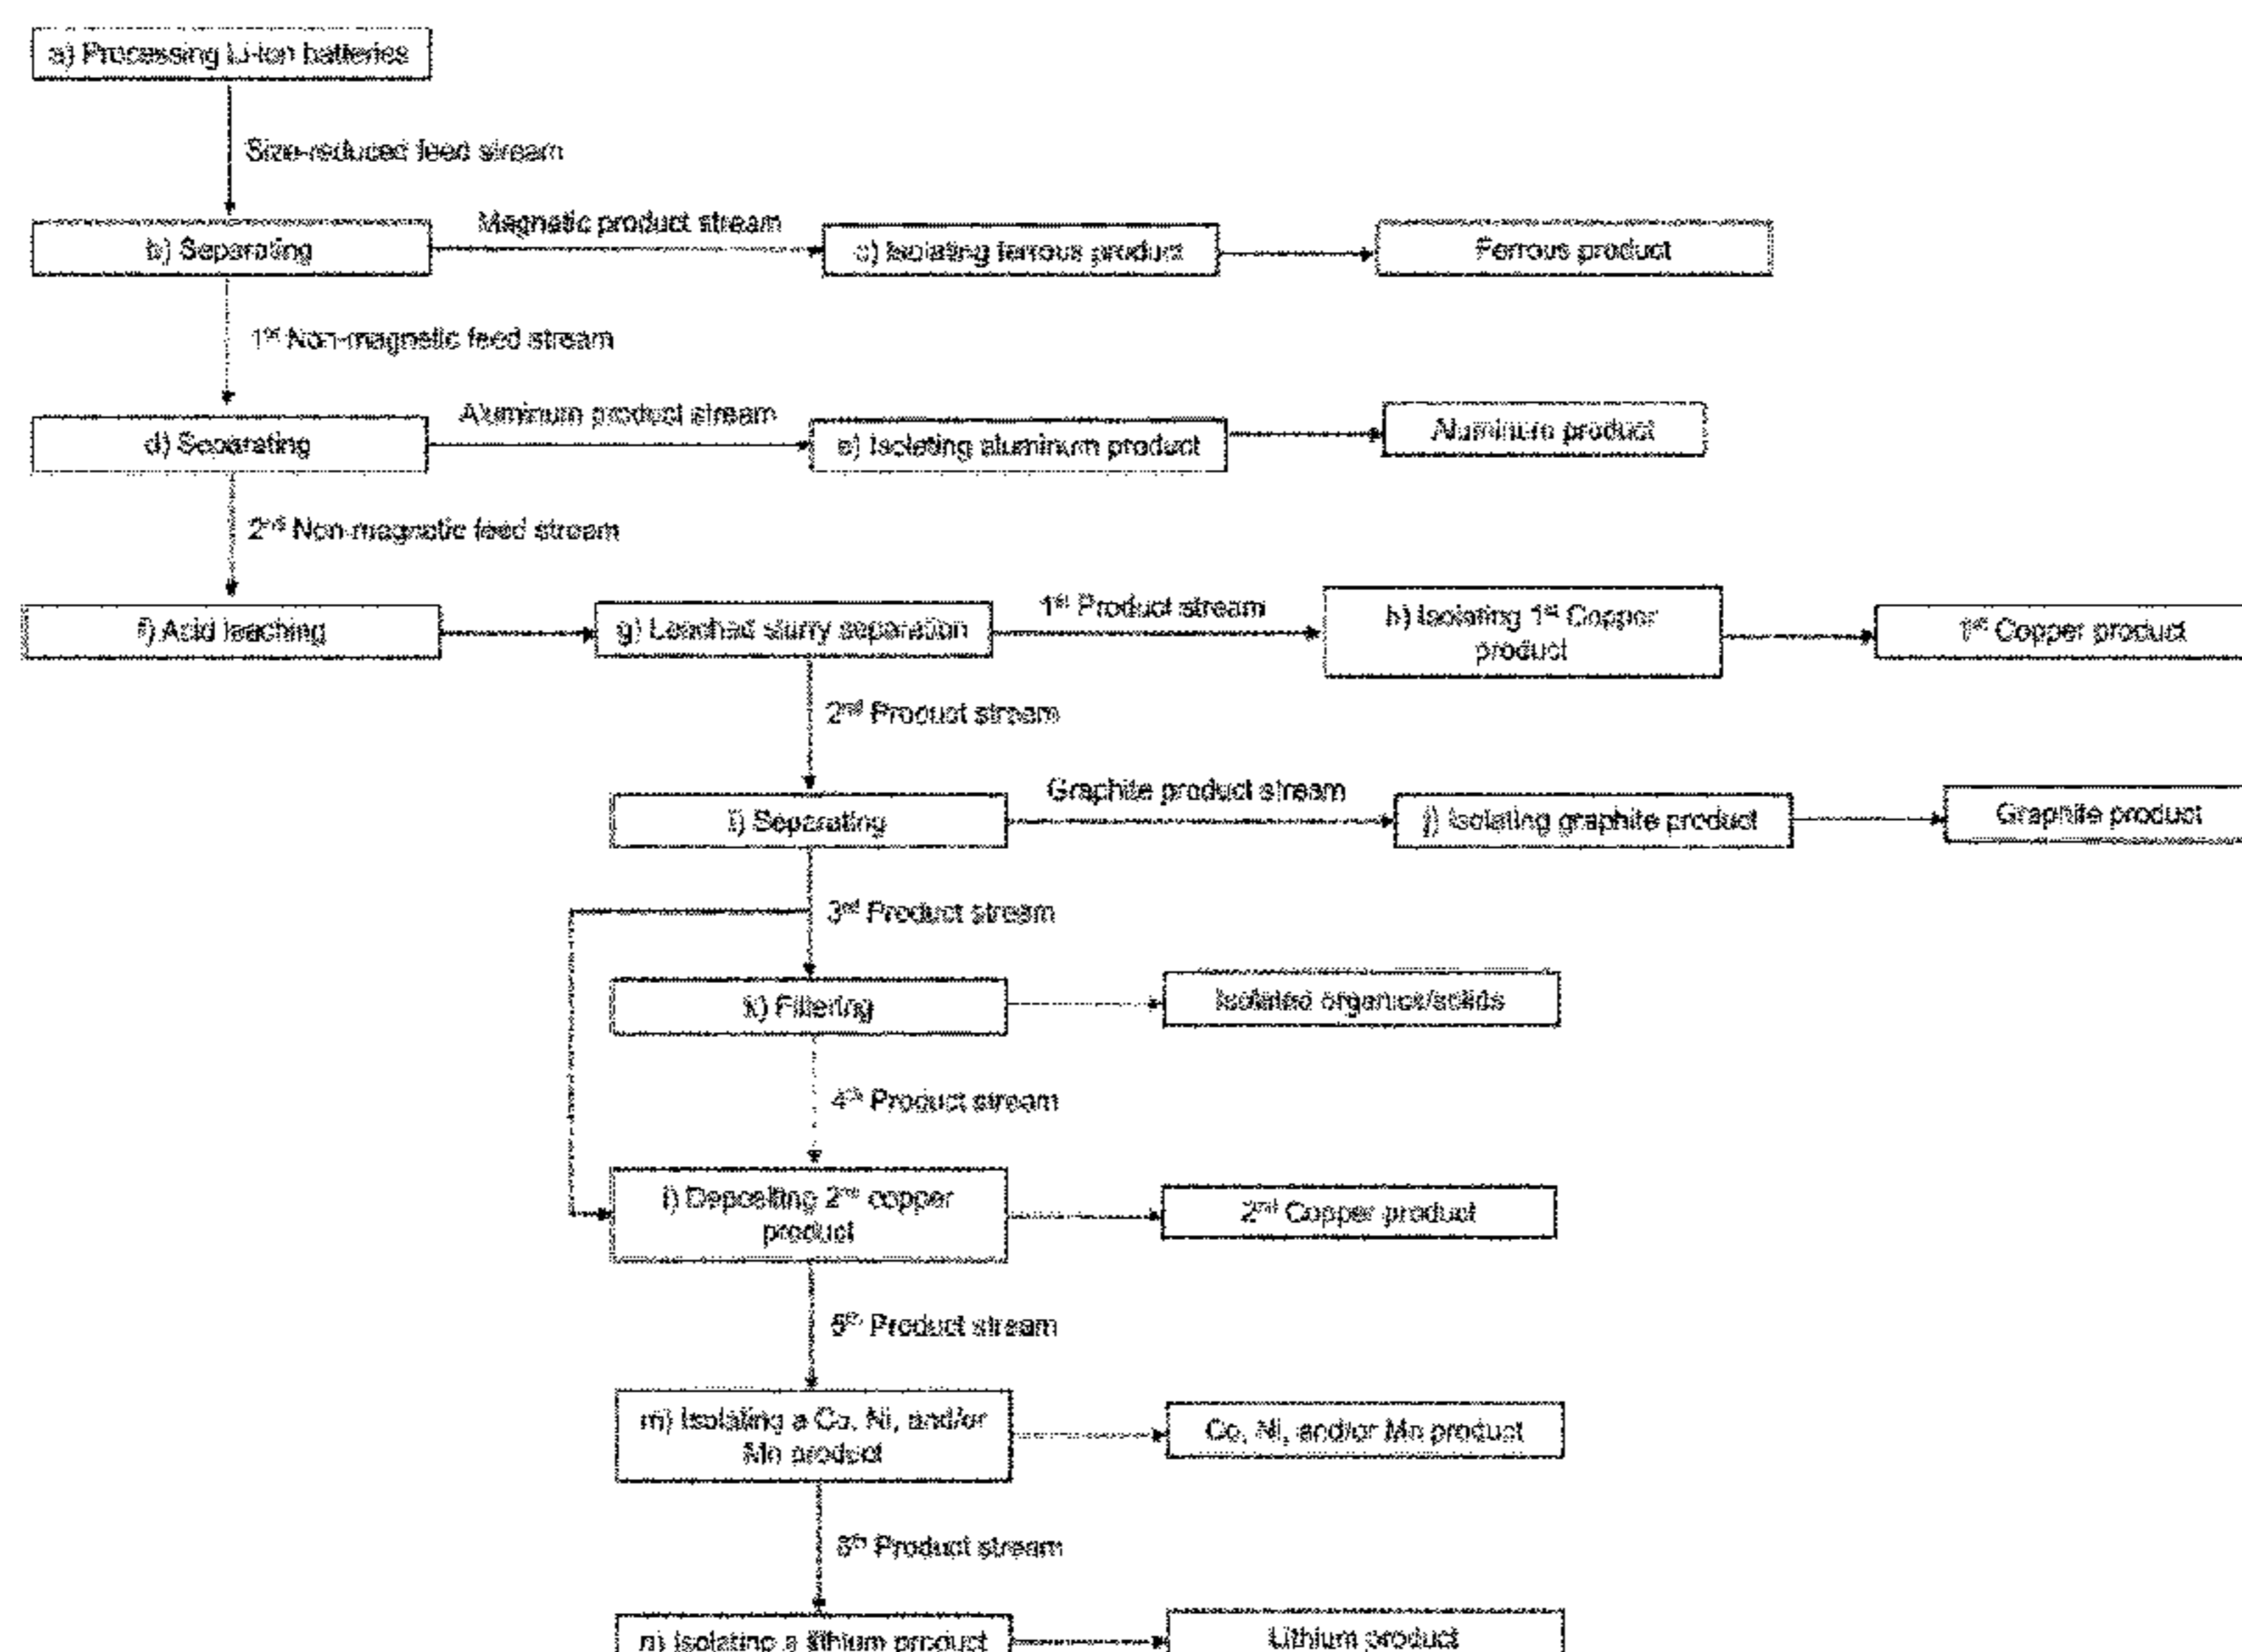 a) Processing Li-ion batteries
Size-reduced feed stream
b) Separating
Magnetic product stream
c) Isolating ferrous product
Ferrous product
1st Non-magnetic feed stream
d) Separating
Aluminum product stream
e) Isolating aluminum product
Aluminum product
2nd Non-magnetic feed stream
f) Acid leaching
g) Leached slurry separation
1st Product stream
h) Isolating 1st Copper
product
1st Copper product
2nd Product stream
i) Separating
Graphite product stream
j) Isolating graphite product
Graphite product
3rd Product stream
k) Filtering
Isolated organics/solids
4th Product stream
l) Depositing 2nd copper
product
2nd Copper product
5th Product stream
m) Isolating a Co, Ni, and/or
Mn product
Co, Ni, and/or Mn product
6th Product stream
n) Isolating a lithium product
Lithium product